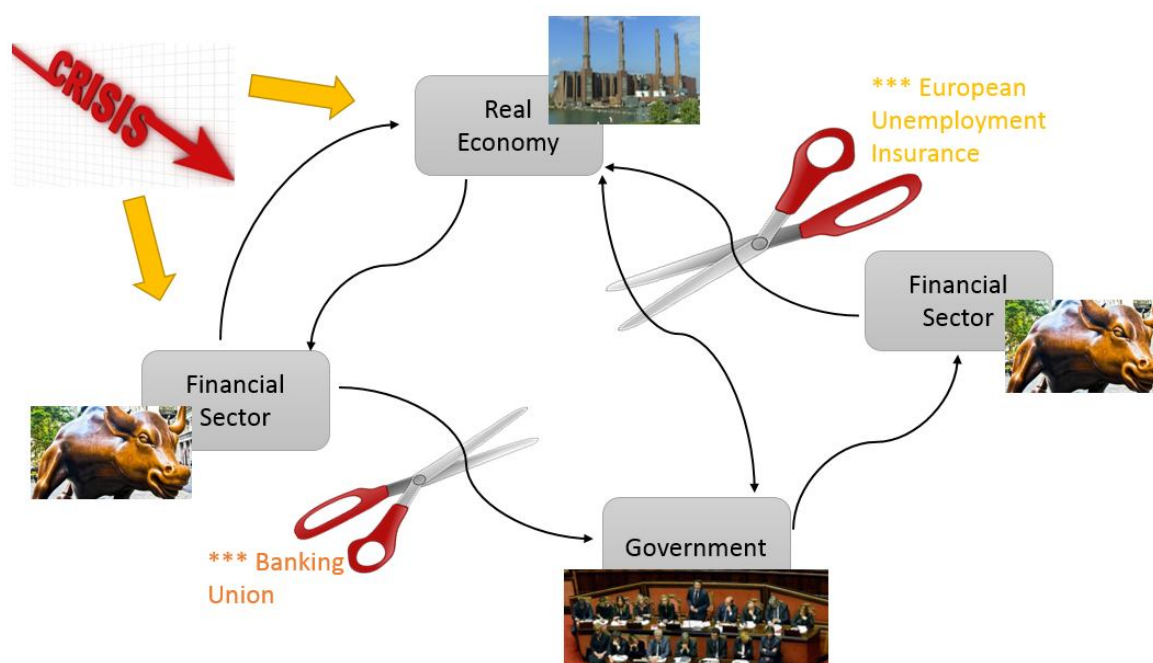 CRISIS
Real
Economy
*** European
Unemployment
Insurance
Financial
Sector
Financial
Sector
*** Banking
Union
Government